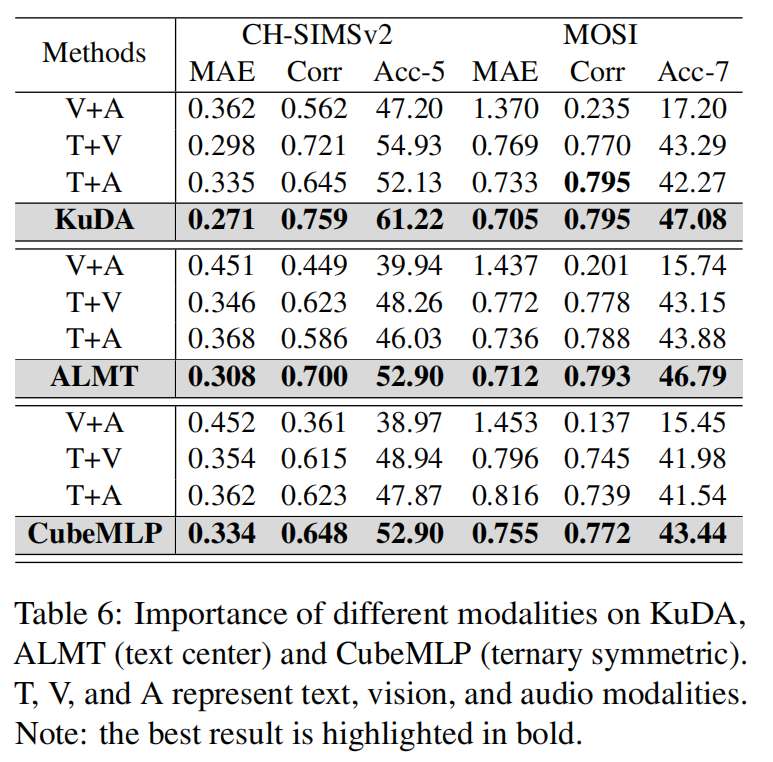 Methods CH-SIMSv2 MOSI
MAE Corr Acc-5 MAE Corr Acc-7
V+A 0.362 0.562 47.20 1.370 0.235 17.20
T+V 0.298 0.721 54.93 0.769 0.770 43.29
T+A 0.335 0.645 52.13 0.733 0.795 42.27
KuDA 0.271 0.759 61.22 0.705 0.795 47.08
V+A 0.451 0.449 39.94 1.437 0.201 15.74
T+V 0.346 0.623 48.26 0.772 0.778 43.15
T+A 0.368 0.586 46.03 0.736 0.788 43.88
ALMT 0.308 0.700 52.90 0.712 0.793 46.79
V+A 0.452 0.361 38.97 1.453 0.137 15.45
T+V 0.354 0.615 48.94 0.796 0.745 41.98
T+A 0.362 0.623 47.87 0.816 0.739 41.54
CubeMLP 0.334 0.648 52.90 0.755 0.772 43.44
Table 6: Importance of different modalities on KuDA,
ALMT (text center) and CubeMLP (ternary symmetric).
T, V, and A represent text, vision, and audio modalities.
Note: the best result is highlighted in bold.